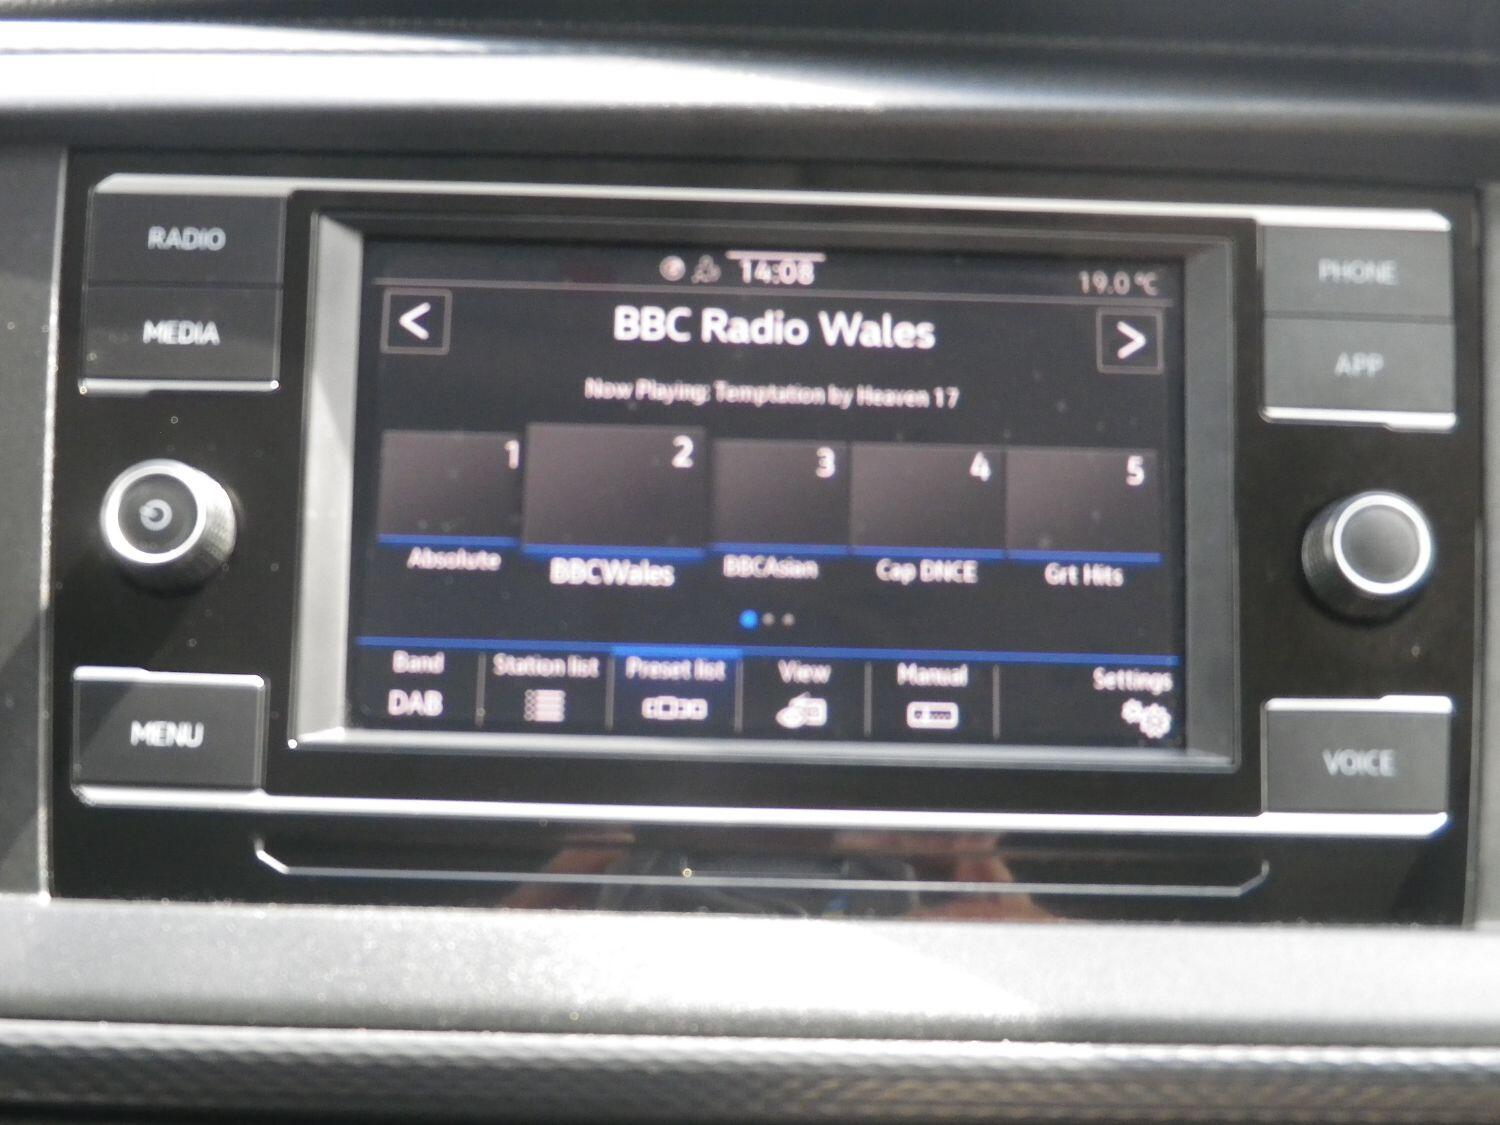 RADIO
MEDIA
MENU
PHONE
APP
VOICE
14:08
19.0 °C
<
BBC Radio Wales
>
Now Playing: Temptation by Heaven 17
1 2 3 4 5
Absolute BBCWales BBCAsian Cap DNCE Grt Hits
Band Station list Preset list View Manual Settings
DAB